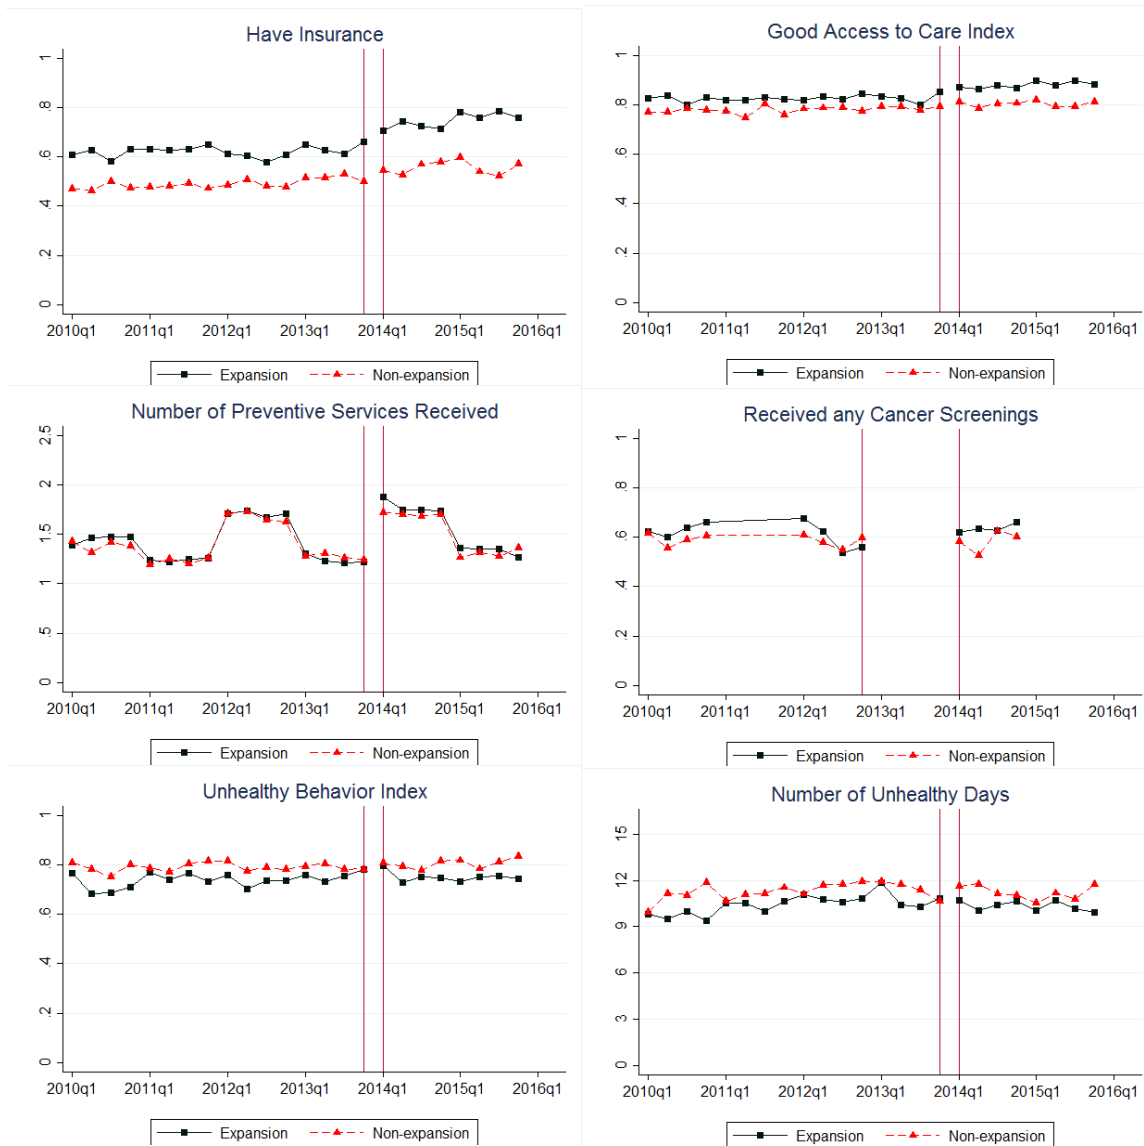 Have Insurance
1
.8
.6
.4
.2
0
2010q1 2011q1 2012q1 2013q1 2014q1 2015q1 2016q1
Expansion Non-expansion
Good Access to Care Index
1
.8
.6
.4
.2
0
2010q1 2011q1 2012q1 2013q1 2014q1 2015q1 2016q1
Expansion Non-expansion
Number of Preventive Services Received
2.5
2
1.5
1
.5
0
2010q1 2011q1 2012q1 2013q1 2014q1 2015q1 2016q1
Expansion Non-expansion
Received any Cancer Screenings
1
.8
.6
.4
.2
0
2010q1 2011q1 2012q1 2013q1 2014q1 2015q1 2016q1
Expansion Non-expansion
Unhealthy Behavior Index
1
.8
.6
.4
.2
0
2010q1 2011q1 2012q1 2013q1 2014q1 2015q1 2016q1
Expansion Non-expansion
Number of Unhealthy Days
15
12
9
6
3
0
2010q1 2011q1 2012q1 2013q1 2014q1 2015q1 2016q1
Expansion Non-expansion